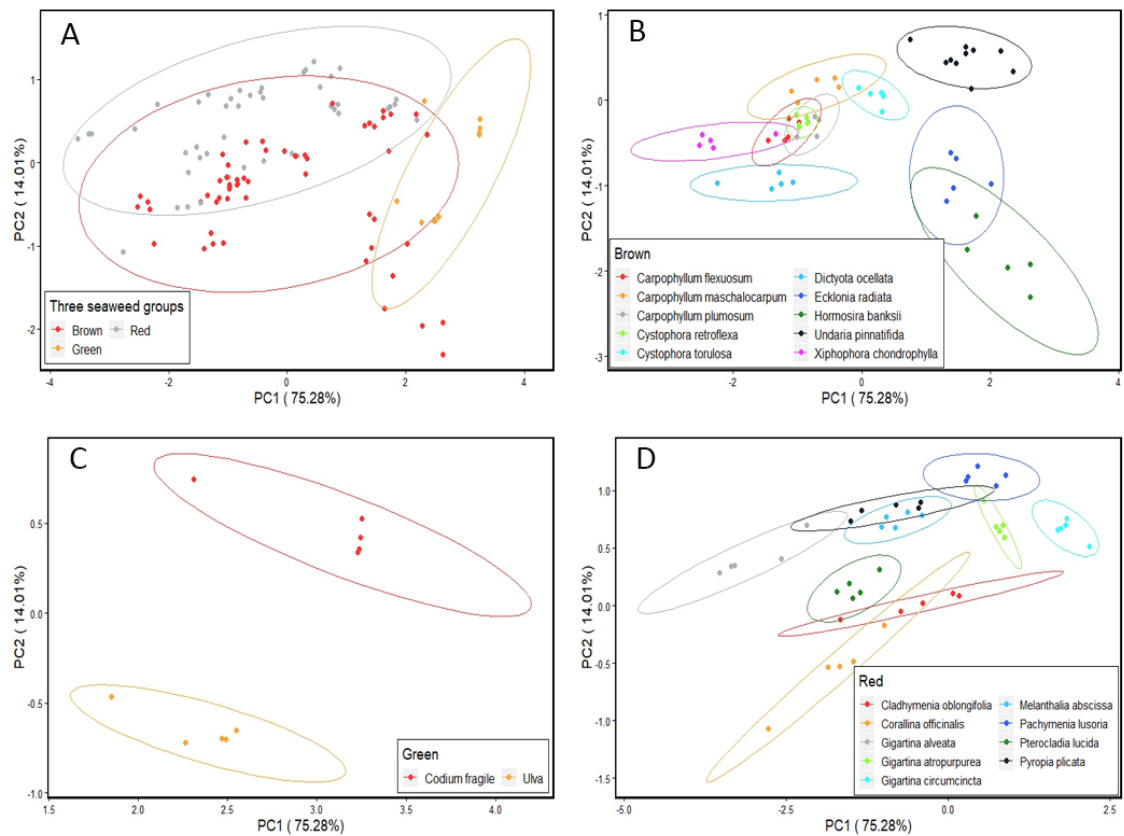 A
PC2 ( 14.01%)
1
0
-1
-2
Three seaweed groups
Brown Red
Green
-4 -2 0 2 4
PC1 ( 75.28%)
B
PC2 ( 14.01%)
1
0
-1
-2
-3
Brown
Carpophyllum flexuosum Dictyota ocellata
Carpophyllum maschalocarpum Ecklonia radiata
Carpophyllum plumosum Hormosira banksii
Cystophora retroflexa Undaria pinnatifida
Cystophora torulosa Xiphophora chondrophylla
-2 0 2 4
PC1 ( 75.28%)
C
PC2 ( 14.01%)
0.5
0.0
-0.5
-1.0
Green
Codium fragile Ulva
1.5 2.0 2.5 3.0 3.5 4.0
PC1 ( 75.28%)
D
PC2 ( 14.01%)
1.0
0.5
0.0
-0.5
-1.0
-1.5
Red
Cladhymenia oblongifolia Melanthalia abscissa
Corallina officinalis Pachymenia lusoria
Gigartina alveata Pterocladia lucida
Gigartina atropurpurea Pyropia plicata
Gigartina circumcincta
-5.0 -2.5 0.0 2.5
PC1 ( 75.28%)